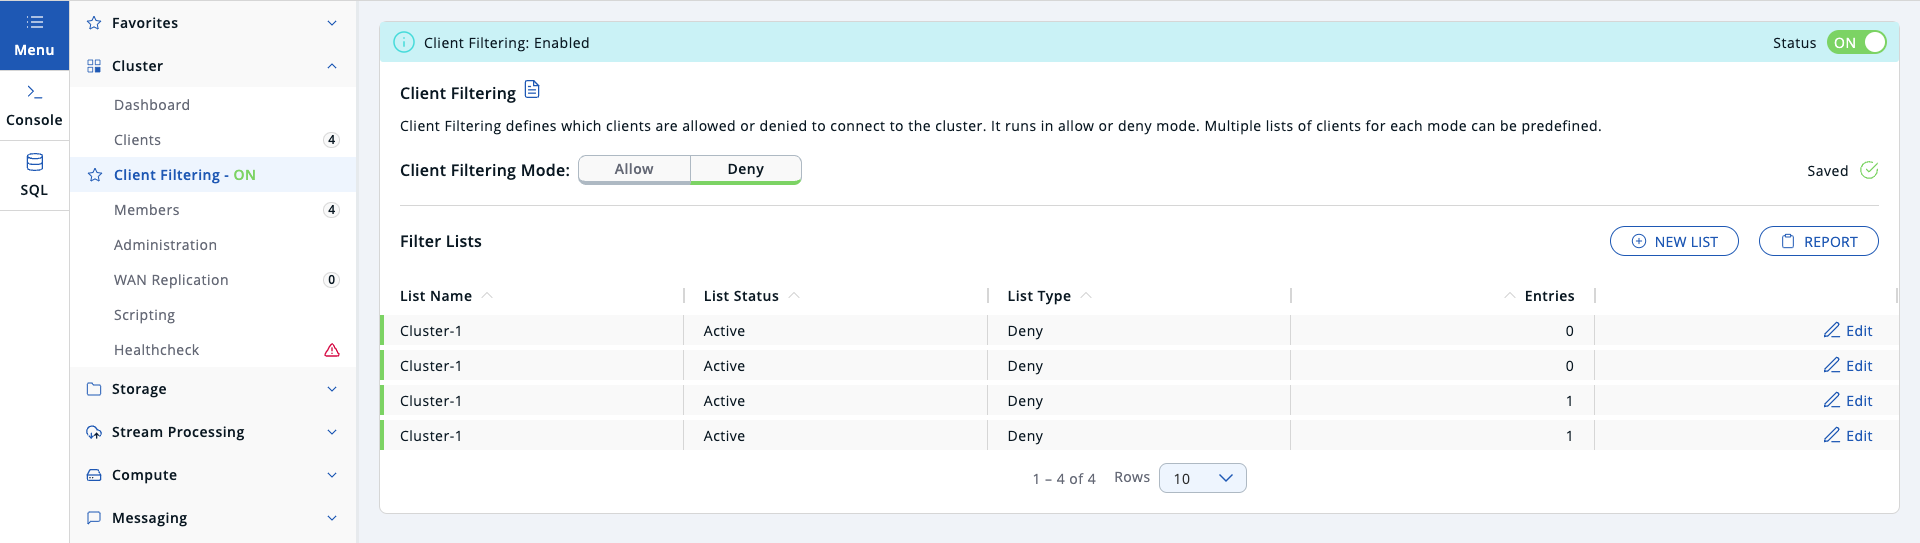 Menu
Console
SQL
Favorites
Cluster
Dashboard
Clients 4
Client Filtering - ON
Members 4
Administration
WAN Replication 0
Scripting
Healthcheck
Storage
Stream Processing
Compute
Messaging
Client Filtering: Enabled Status ON
Client Filtering
Client Filtering defines which clients are allowed or denied to connect to the cluster. It runs in allow or deny mode. Multiple lists of clients for each mode can be predefined.
Client Filtering Mode: Allow Deny Saved
Filter Lists NEW LIST REPORT
List Name List Status List Type Entries
Cluster-1 Active Deny 0 Edit
Cluster-1 Active Deny 0 Edit
Cluster-1 Active Deny 1 Edit
Cluster-1 Active Deny 1 Edit
1 – 4 of 4 Rows 10